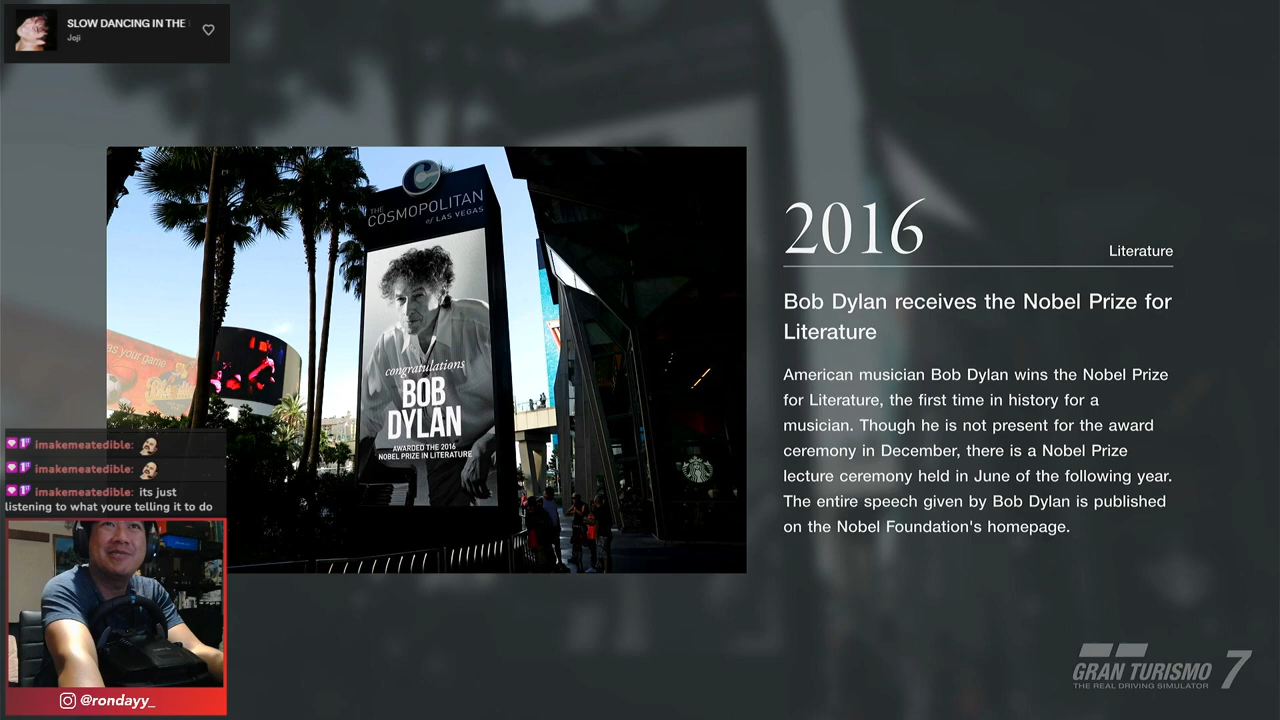 SLOW DANCING IN THE
Joji
as your game
C
THE
COSMOPOLITAN
of LAS VEGAS
congratulations
BOB
DYLAN
AWARDED THE 2016
NOBEL PRIZE IN LITERATURE
2016
Literature
Bob Dylan receives the Nobel Prize for
Literature
American musician Bob Dylan wins the Nobel Prize
for Literature, the first time in history for a
musician. Though he is not present for the award
ceremony in December, there is a Nobel Prize
lecture ceremony held in June of the following year.
The entire speech given by Bob Dylan is published
on the Nobel Foundation's homepage.
imakemeatedible:
imakemeatedible:
imakemeatedible: its just
listening to what youre telling it to do
@rondayy_
GRAN TURISMO 7
THE REAL DRIVING SIMULATOR